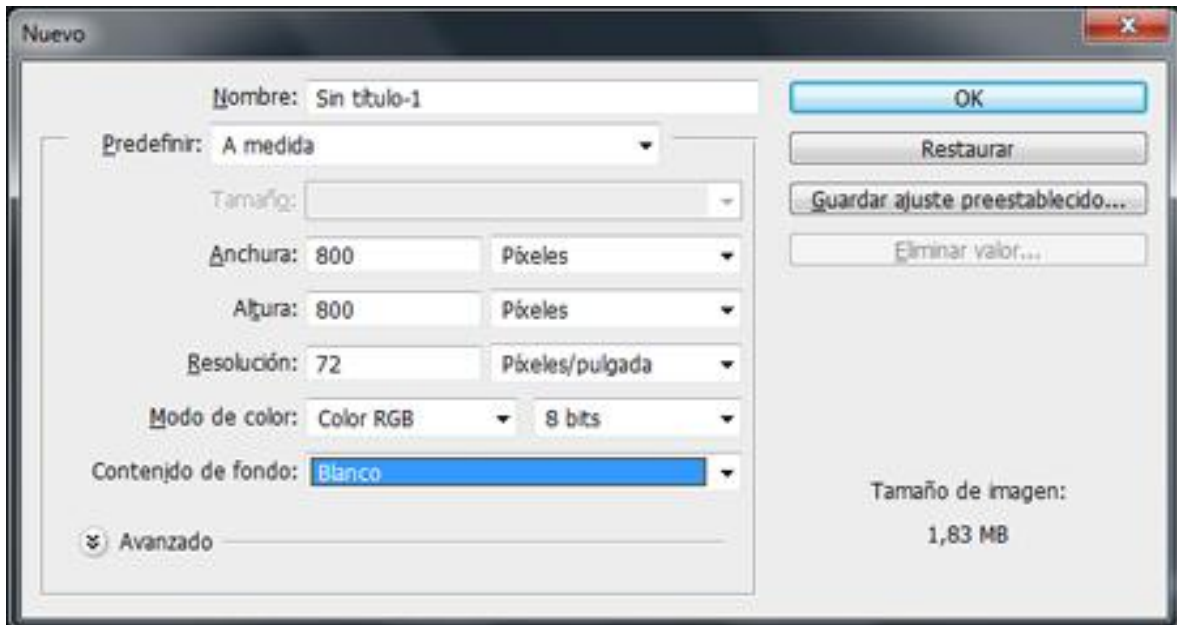 Nuevo
Nombre: Sin título-1
OK
Predefinir: A medida
Restaurar
Tamaño:
Guardar ajuste preestablecido...
Anchura: 800 Píxeles
Eliminar valor...
Altura: 800 Píxeles
Resolución: 72 Píxeles/pulgada
Modo de color: Color RGB 8 bits
Contenido de fondo: Blanco
Tamaño de imagen:
1,83 MB
Avanzado